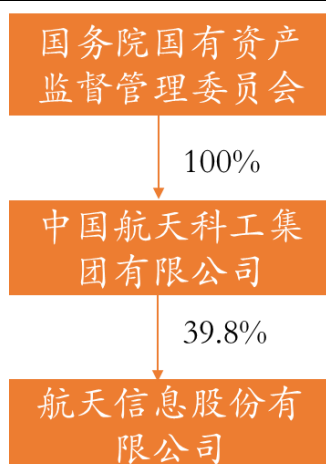 国务院国有资产
监督管理委员会
100%
中国航天科工集
团有限公司
39.8%
航天信息股份有
限公司